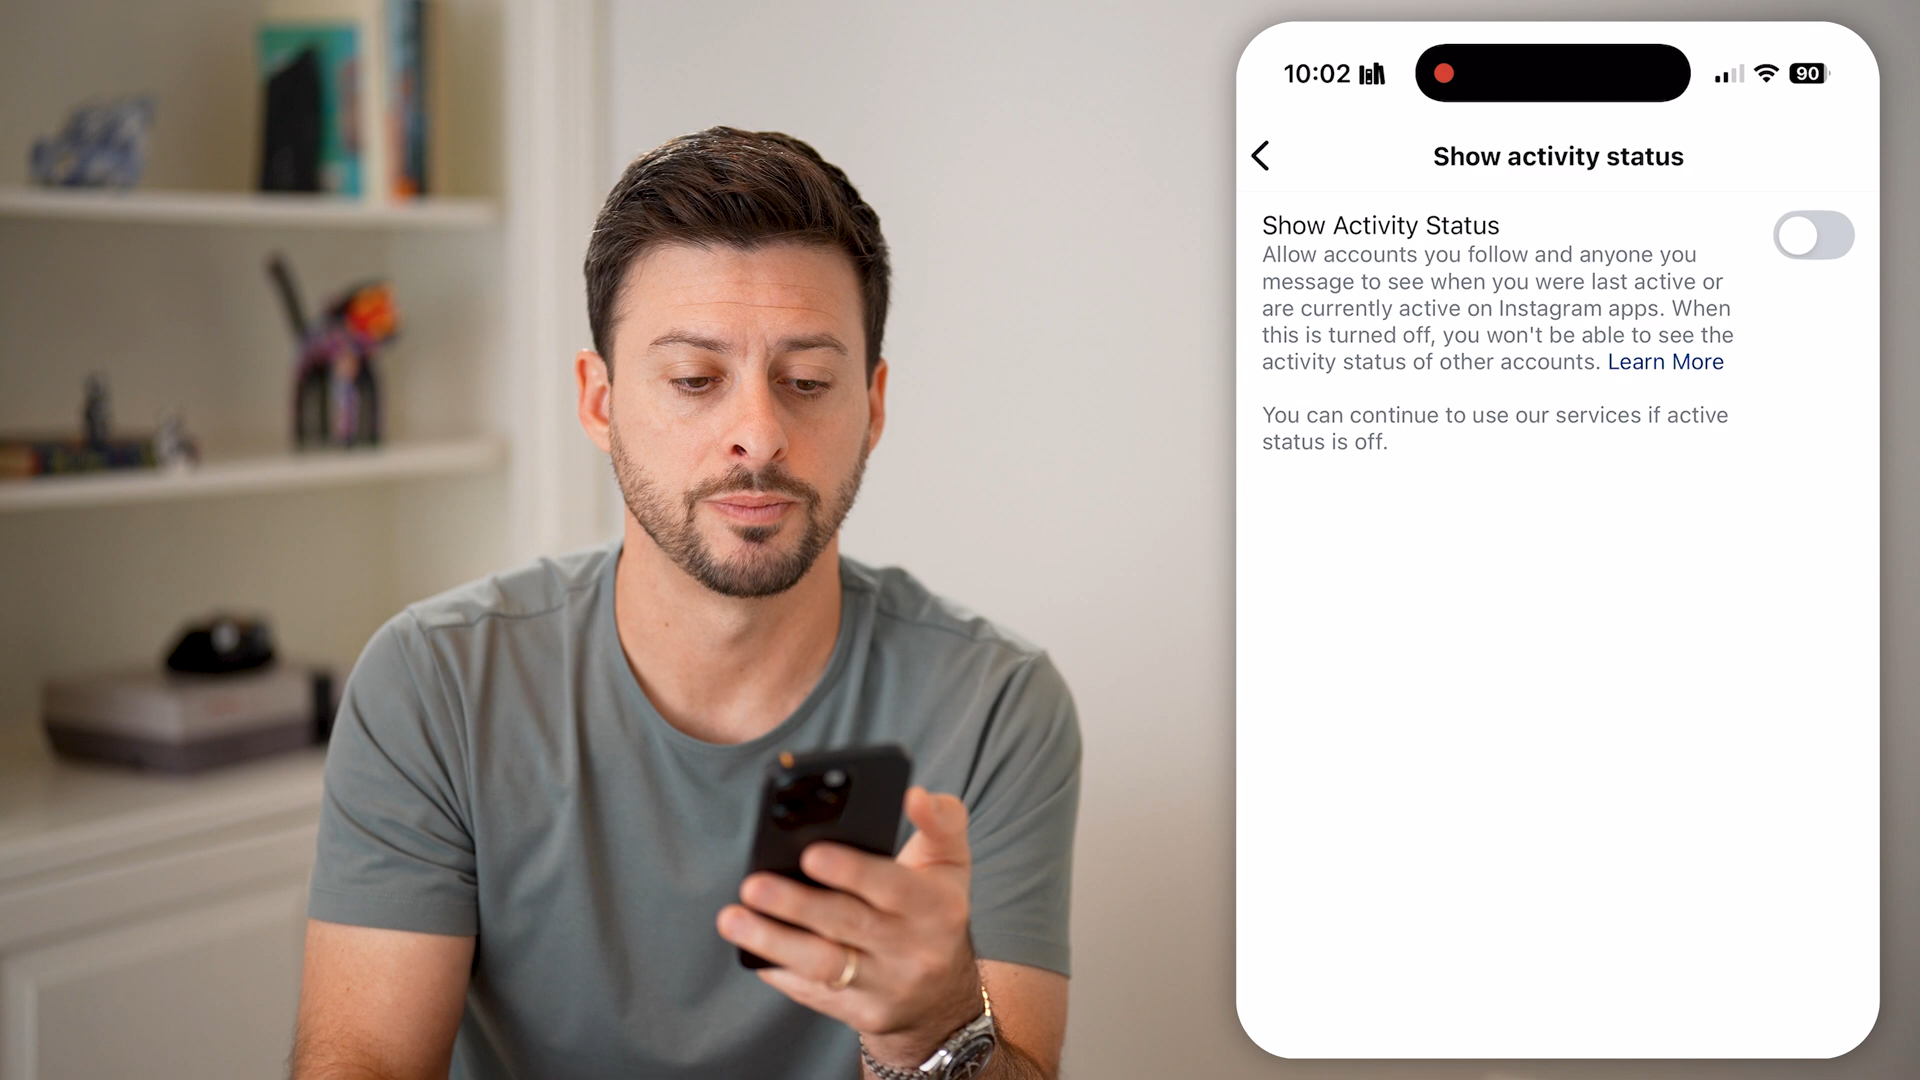 10:02
90
Show activity status
Show Activity Status
Allow accounts you follow and anyone you
message to see when you were last active or
are currently active on Instagram apps. When
this is turned off, you won't be able to see the
activity status of other accounts. Learn More
You can continue to use our services if active
status is off.